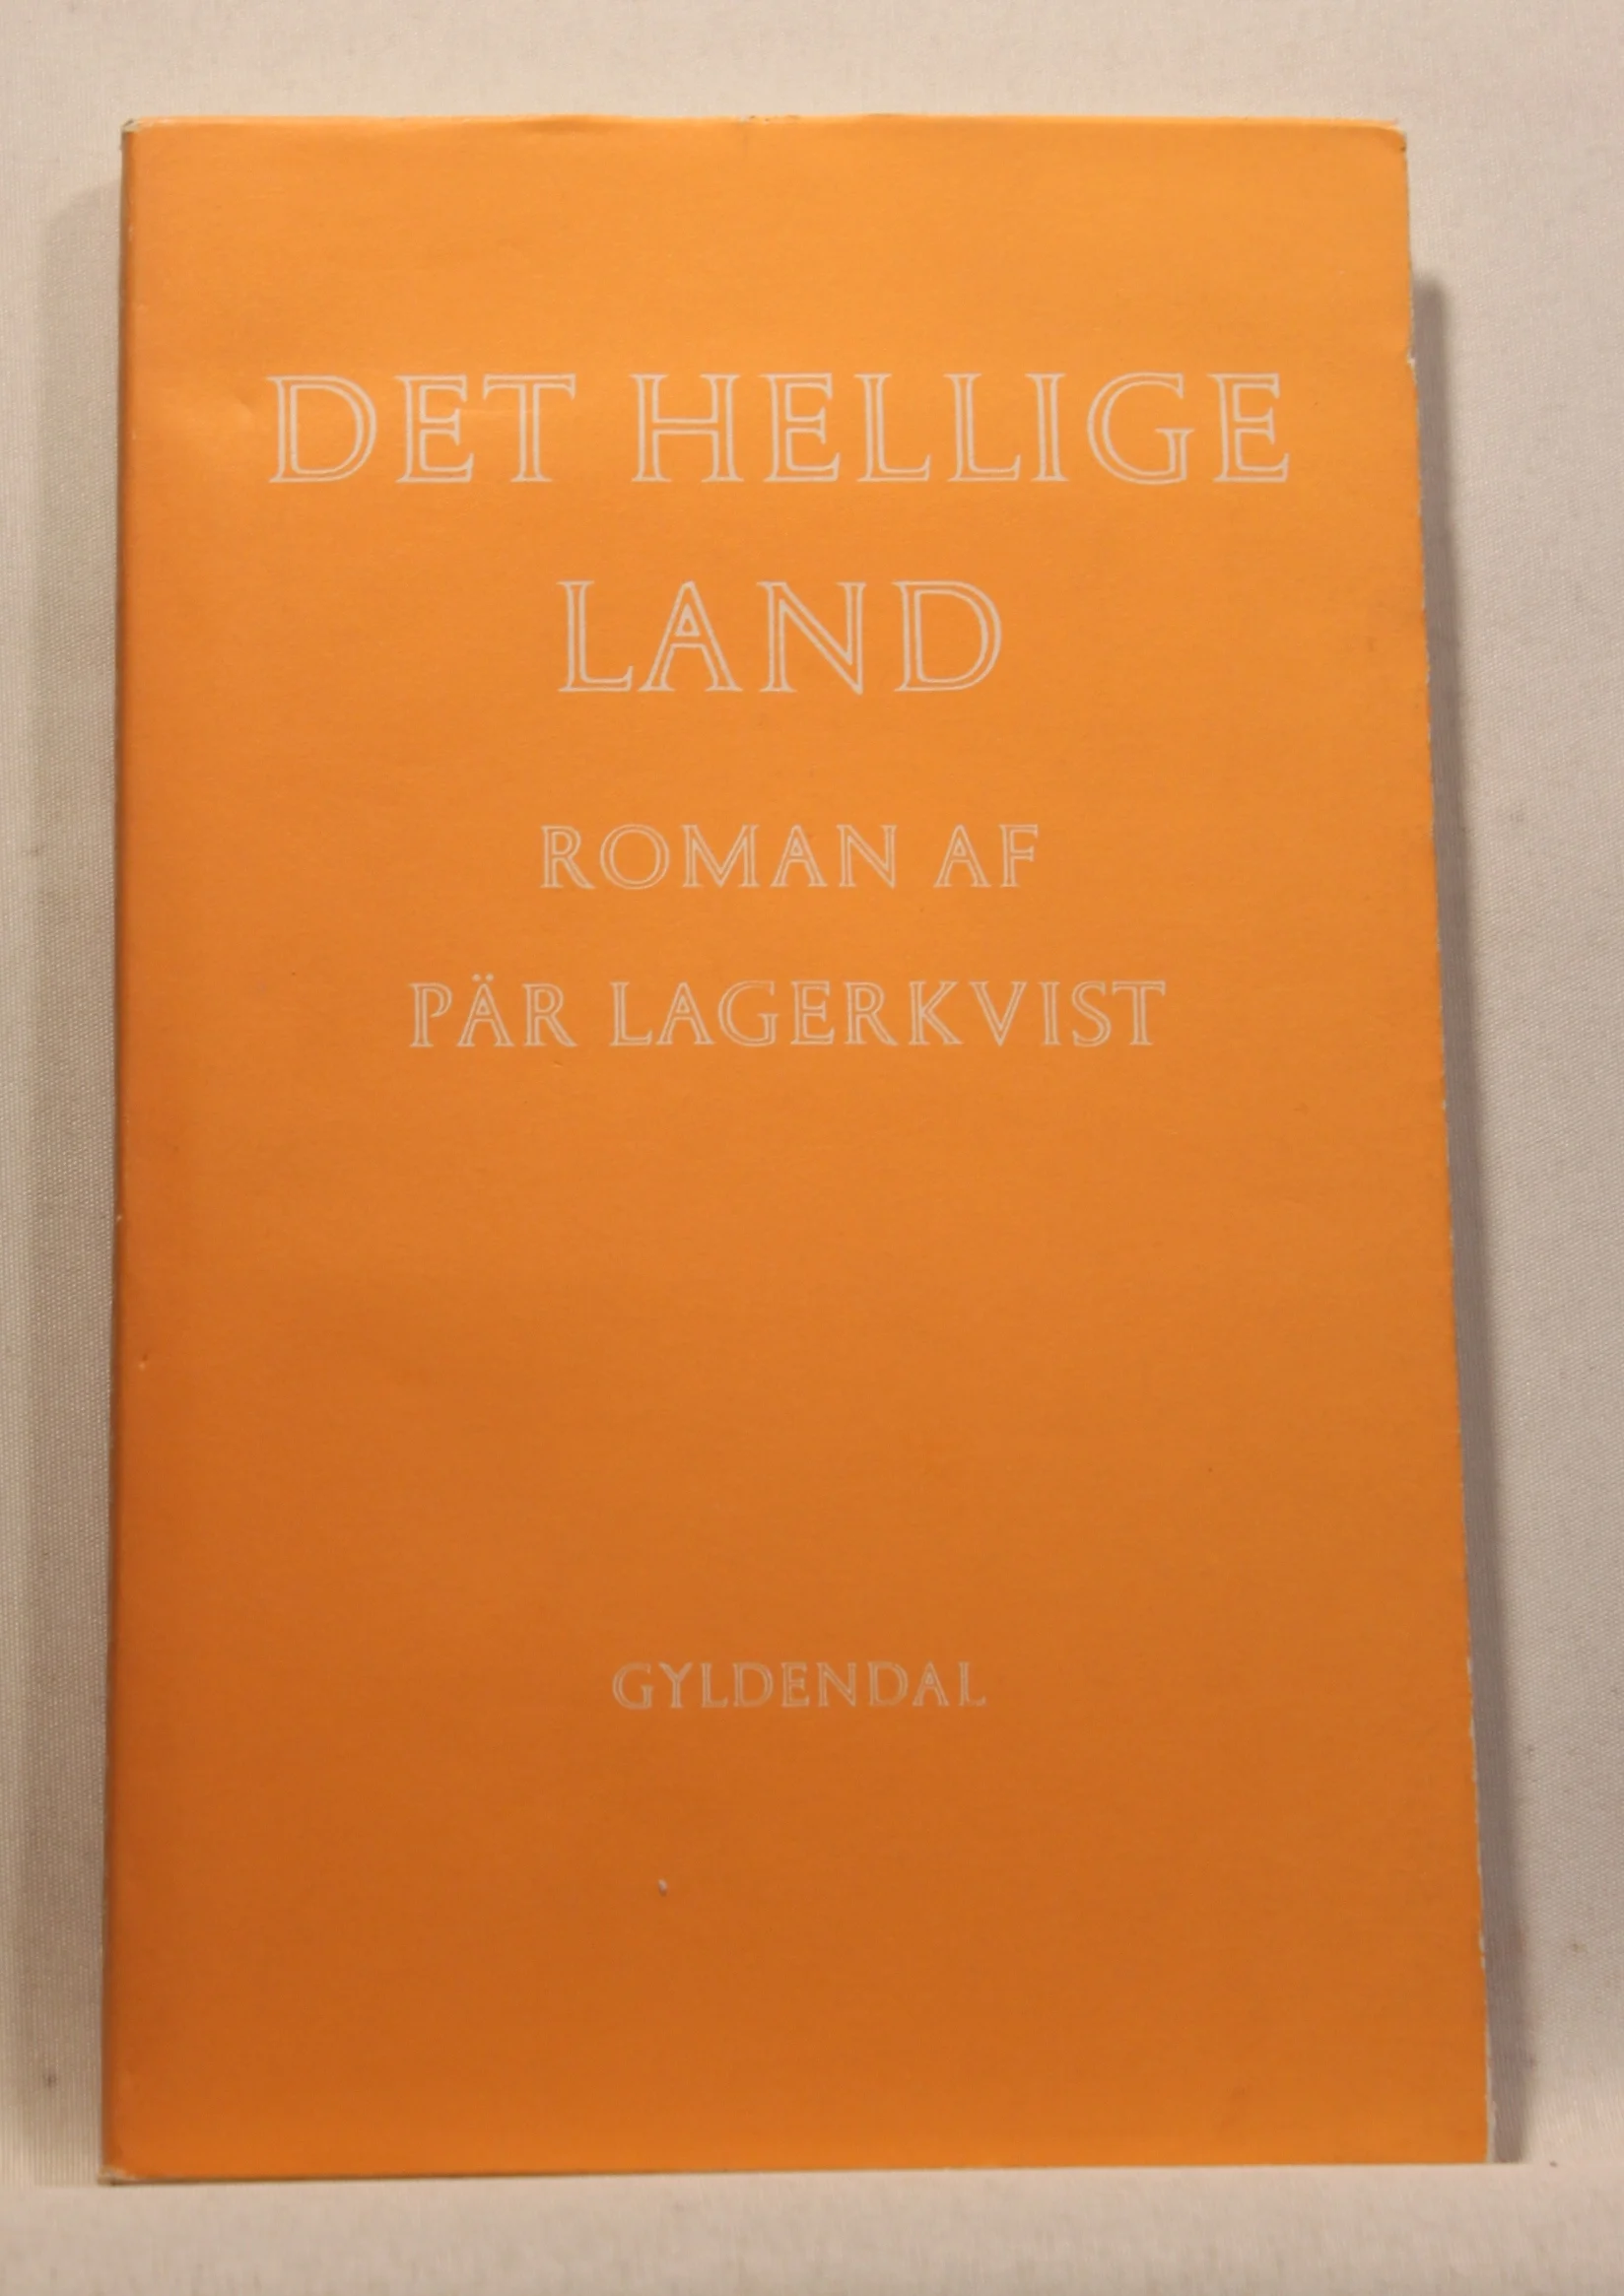 DET HELLIGE
LAND
ROMAN AF
PÄR LAGERKVIST
GYLDENDAL